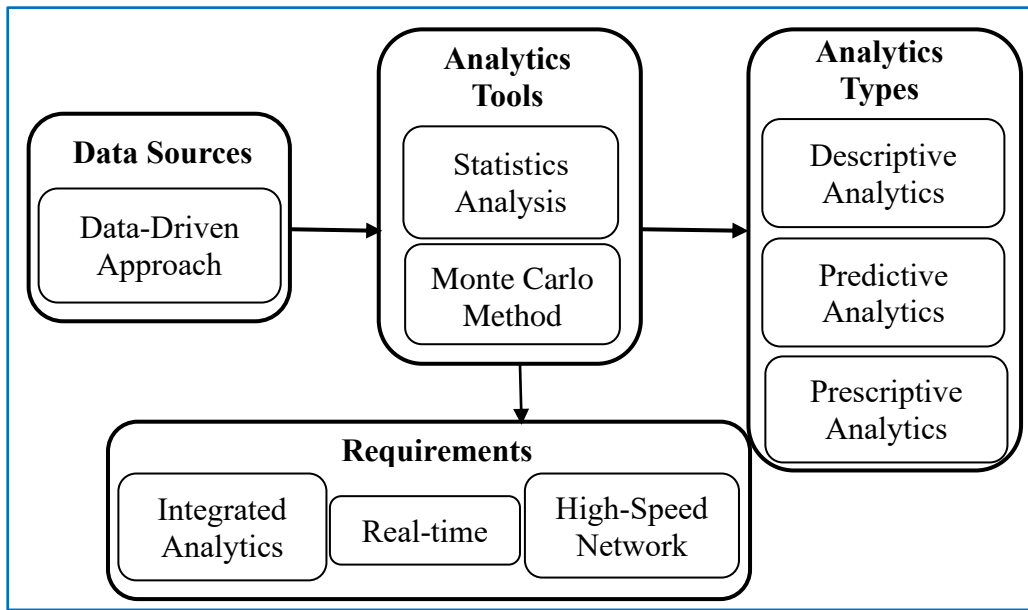 Data Sources
Data-Driven
Approach
Analytics
Tools
Statistics
Analysis
Monte Carlo
Method
Analytics
Types
Descriptive
Analytics
Predictive
Analytics
Prescriptive
Analytics
Requirements
Integrated
Analytics
Real-time
High-Speed
Network